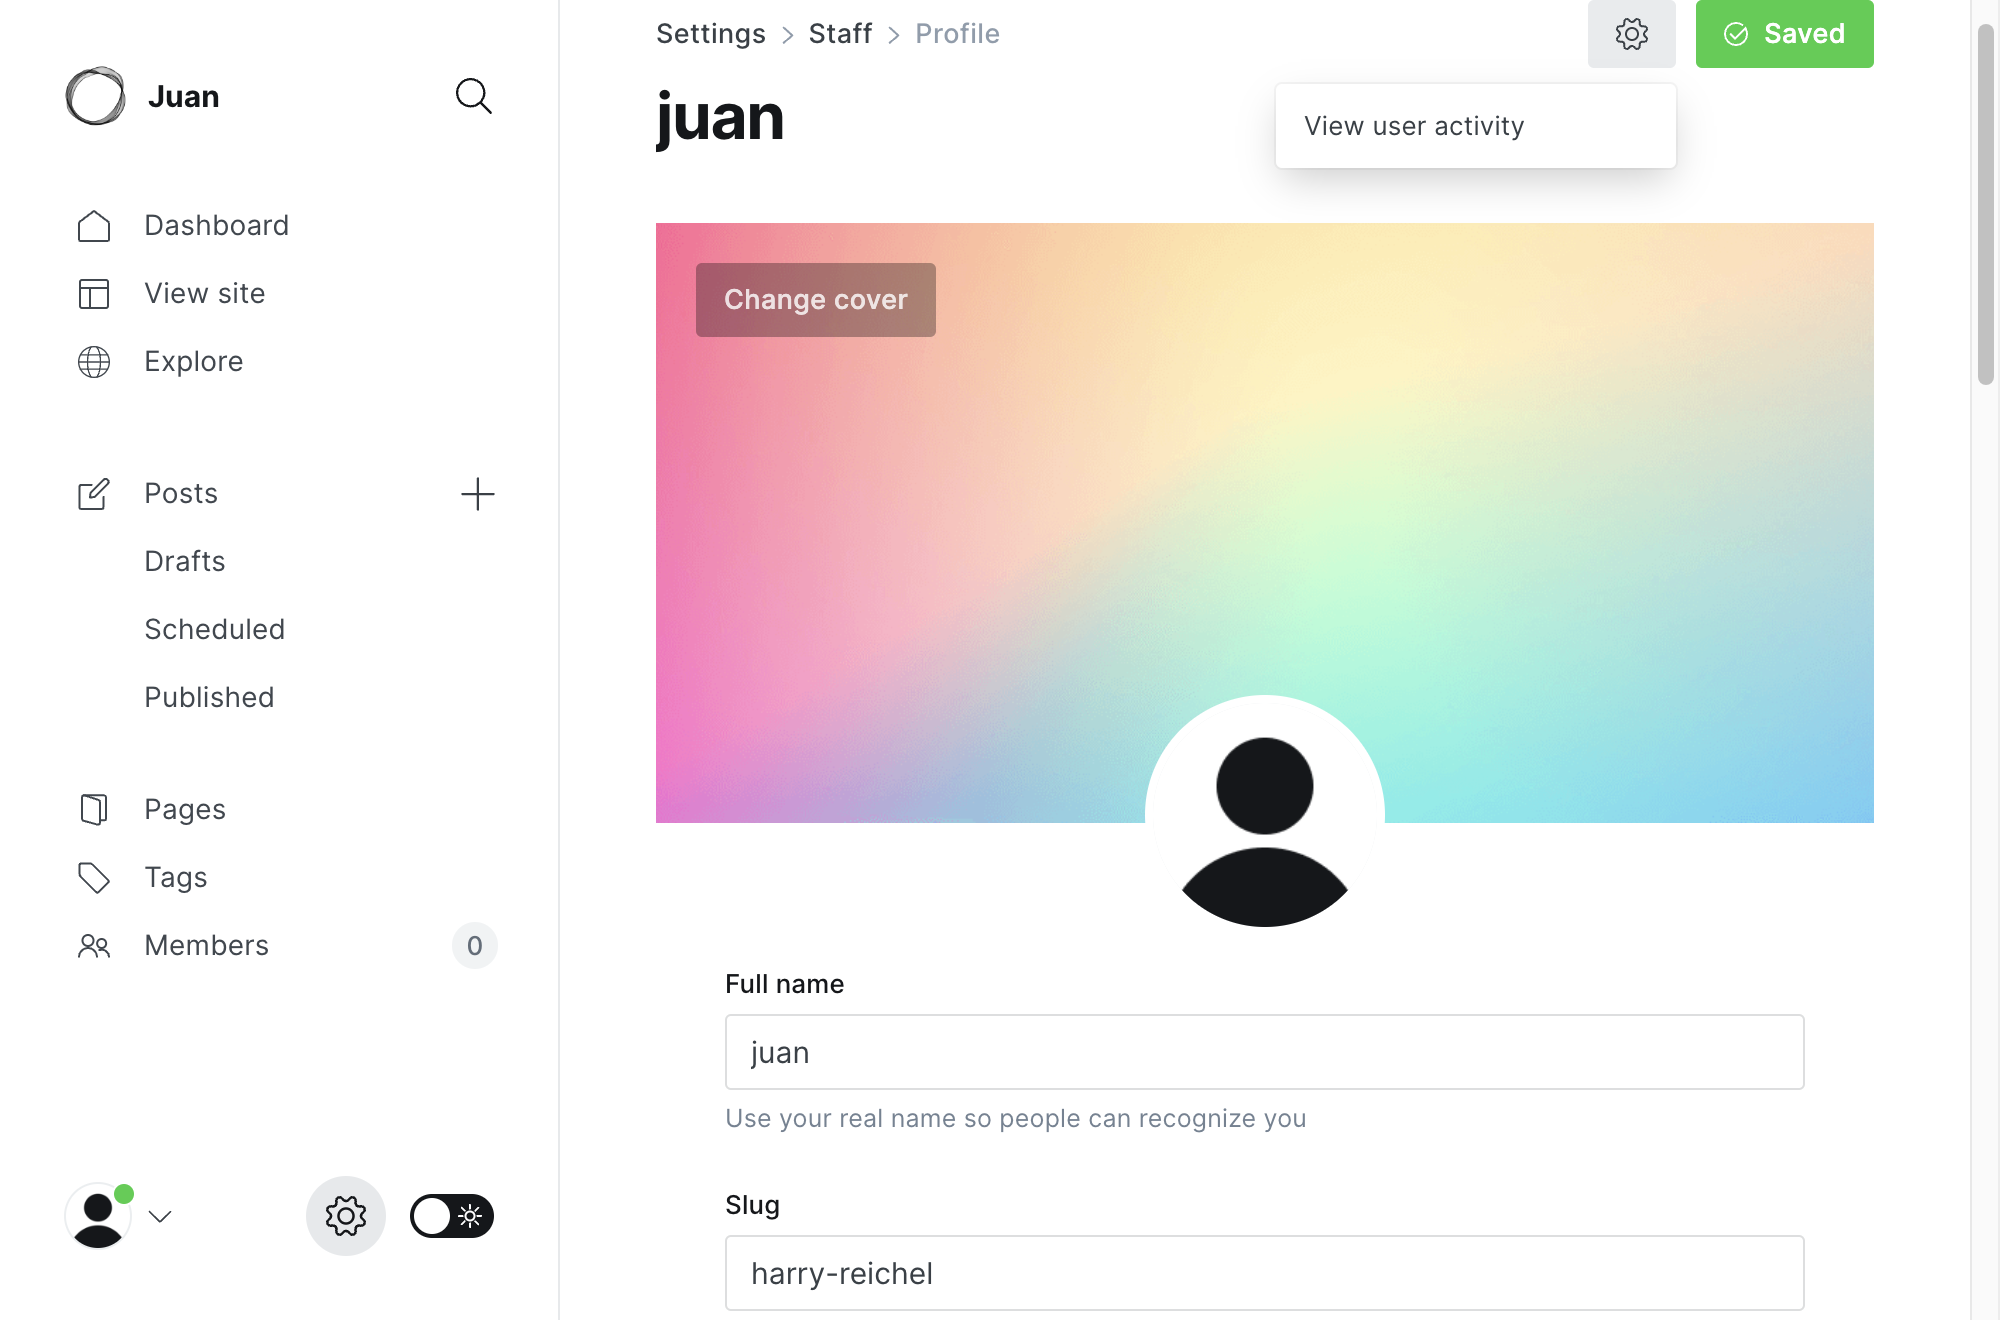 Juan
Dashboard
View site
Explore
Posts
Drafts
Scheduled
Published
Pages
Tags
Members
0
Settings > Staff > Profile
Saved
juan
View user activity
Change cover
Full name
juan
Use your real name so people can recognize you
Slug
harry-reichel